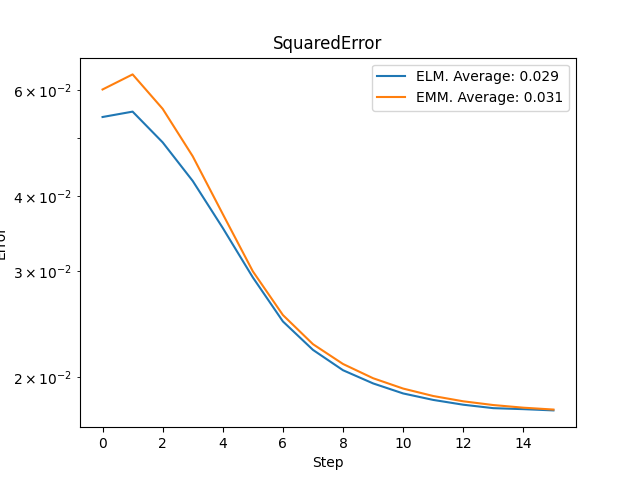 SquaredError
ELM. Average: 0.029
EMM. Average: 0.031
6 × 10⁻²
4 × 10⁻²
3 × 10⁻²
2 × 10⁻²
Error
0 2 4 6 8 10 12 14
Step